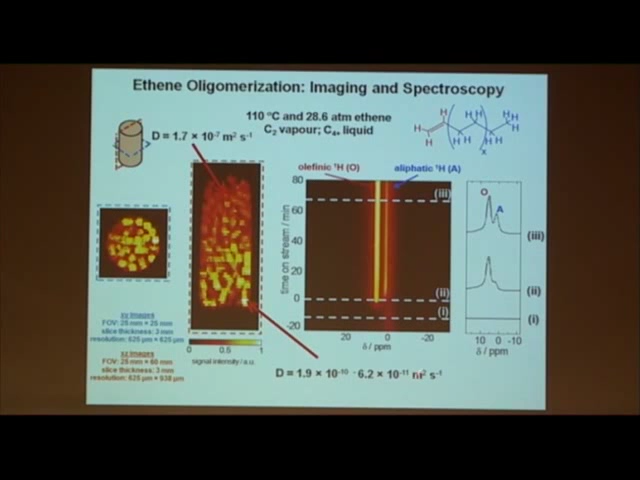 Ethene Oligomerization: Imaging and Spectroscopy
110 ºC and 28.6 atm ethene
C₂ vapour; C₄₊ liquid
D = 1.7 × 10⁻⁷ m² s⁻¹
H
H
H
H
H
H
H
H
H
H
x
olefinic ¹H (O)
aliphatic ¹H (A)
time on stream / min
80
60
40
20
0
-20
(iii)
(ii)
(i)
20
0
-20
δ / ppm
O
A
(iii)
(ii)
(i)
10
0
-10
δ / ppm
xy images
FOV: 25 mm × 25 mm
slice thickness: 3 mm
resolution: 625 µm × 625 µm
xz images
FOV: 25 mm × 60 mm
slice thickness: 3 mm
resolution: 625 µm × 938 µm
0
0.5
1
signal intensity / a.u.
D = 1.9 × 10⁻¹⁰ - 6.2 × 10⁻¹¹ m² s⁻¹